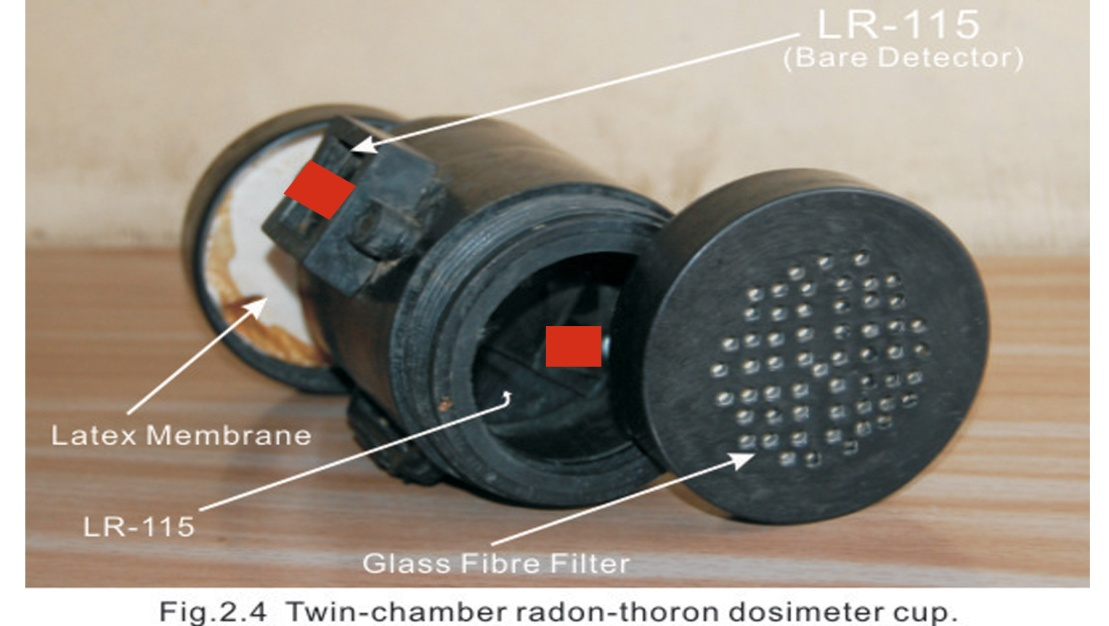 LR-115
(Bare Detector)
Latex Membrane
LR-115
Glass Fibre Filter
Fig.2.4 Twin-chamber radon-thoron dosimeter cup.